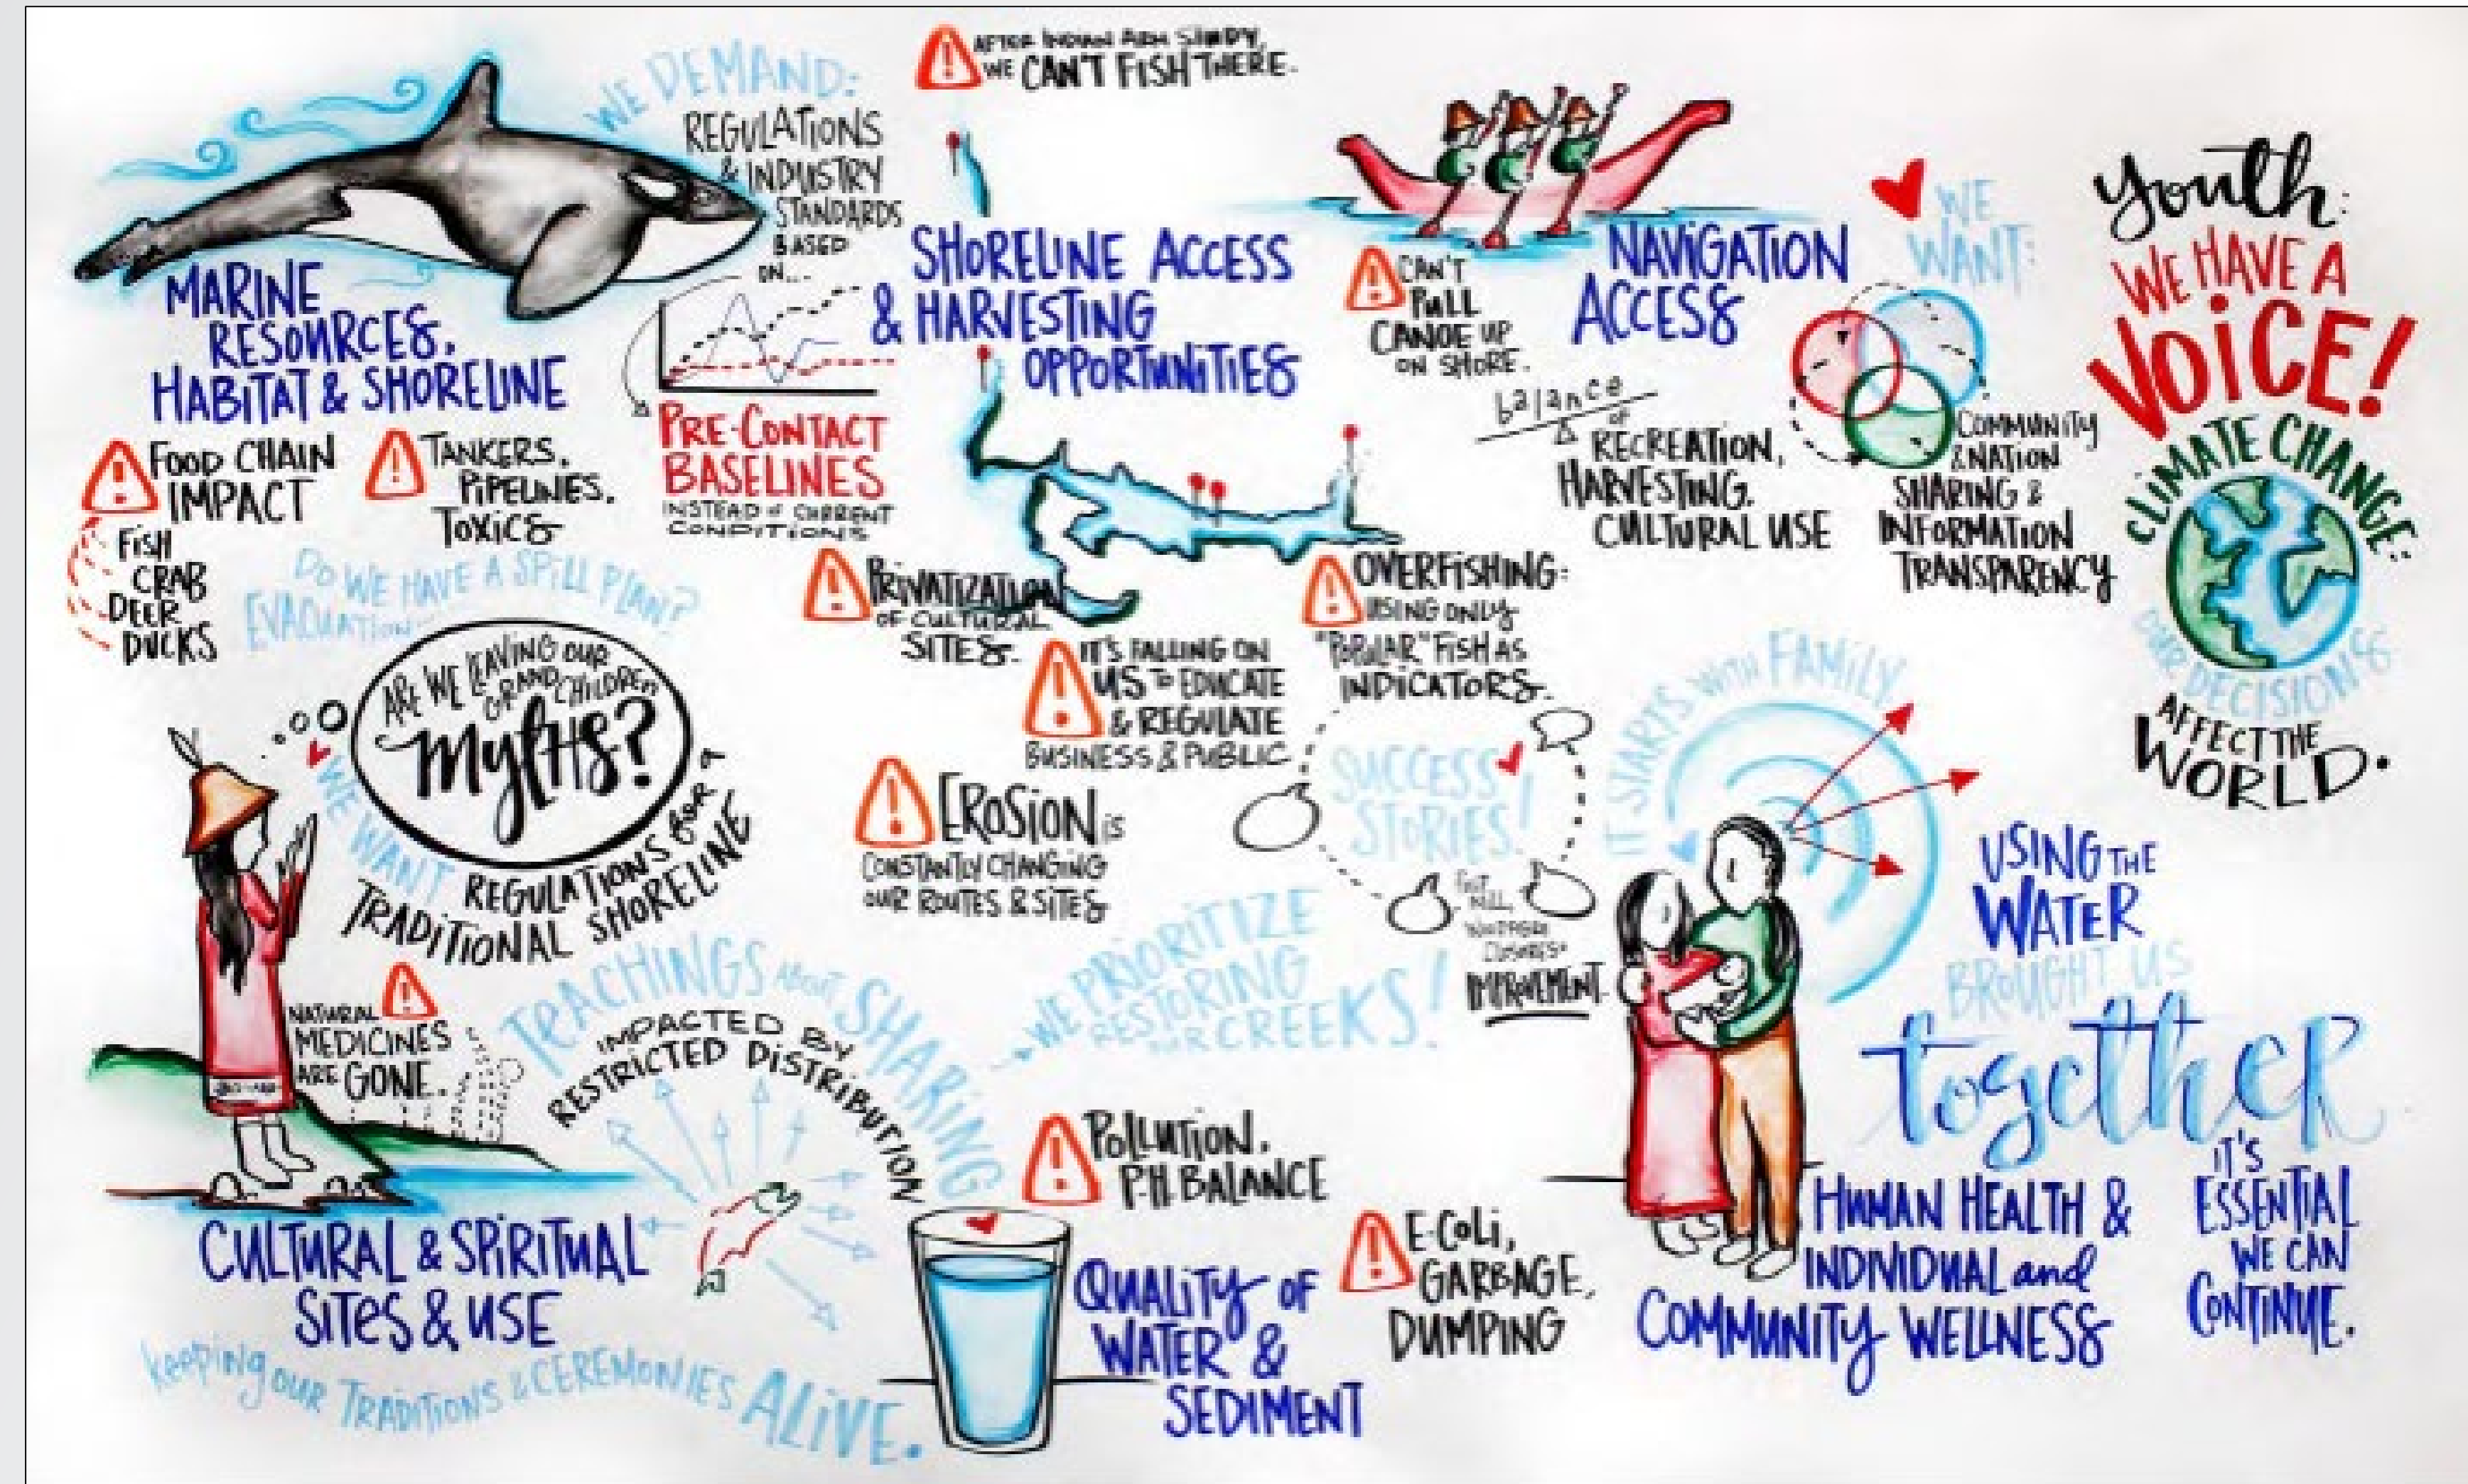 WE DEMAND:
REGULATIONS
& INDUSTRY
STANDARDS
BASED
ON...
PRE-CONTACT
BASELINES
INSTEAD OF CURRENT
CONDITIONS
MARINE
RESOURCES,
HABITAT & SHORELINE
FOOD CHAIN
IMPACT
FISH
CRAB
DEER
DUCKS
TANKERS.
PIPELINES.
TOXICS
DO WE HAVE A SPILL PLAN?
EVACUATION
ARE WE LEAVING OUR
GRANDCHILDREN
MYTHS?
WE WANT
REGULATIONS FOR A
TRADITIONAL SHORELINE
NATURAL
MEDICINES
ARE GONE.
CULTURAL & SPIRITUAL
SITES & USE
keeping our TRADITIONS & CEREMONIES ALIVE.
AFTER INDIAN ARM STUDY,
WE CAN'T FISH THERE.
SHORELINE ACCESS
& HARVESTING
OPPORTUNITIES
PRIVATIZATION
OF CULTURAL
SITES.
IT'S FALLING ON
US TO EDUCATE
& REGULATE
BUSINESS & PUBLIC
OVERFISHING:
USING ONLY
"POPULAR" FISH AS
INDICATORS.
EROSION IS
CONSTANTLY CHANGING
OUR ROUTES & SITES
SUCCESS
STORIES!
IMPROVEMENT.
TEACHINGS ABOUT SHARING
IMPACTED BY
RESTRICTED DISTRIBUTION
WE PRIORITIZE
RESTORING
OUR CREEKS!
POLLUTION.
P.H. BALANCE
QUALITY OF
WATER &
SEDIMENT
E-COLI,
GARBAGE,
DUMPING
NAVIGATION
ACCESS
CAN'T
PULL
CANOE UP
ON SHORE.
balance
of
RECREATION,
HARVESTING.
CULTURAL USE
WE
WANT:
COMMUNITY
& NATION
SHARING &
INFORMATION
TRANSPARENCY
Youth:
WE HAVE A
VOICE!
CLIMATE CHANGE:
OUR DECISIONS
AFFECT THE
WORLD.
IT STARTS WITH FAMILY
USING THE
WATER
BROUGHT US
together
IT'S
ESSENTIAL
WE CAN
CONTINUE.
HUMAN HEALTH &
INDIVIDUAL and
COMMUNITY WELLNESS